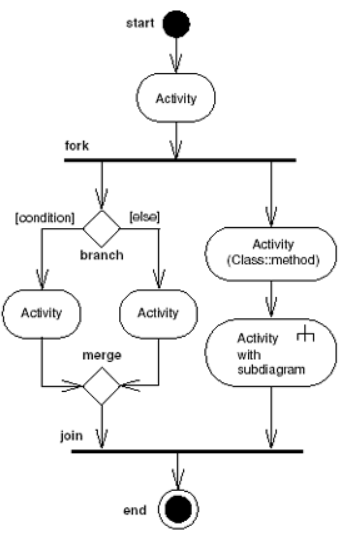 start
Activity
fork
[condition]
[else]
branch
Activity
(Class::method)
Activity
Activity
Activity
with
subdiagram
merge
join
end